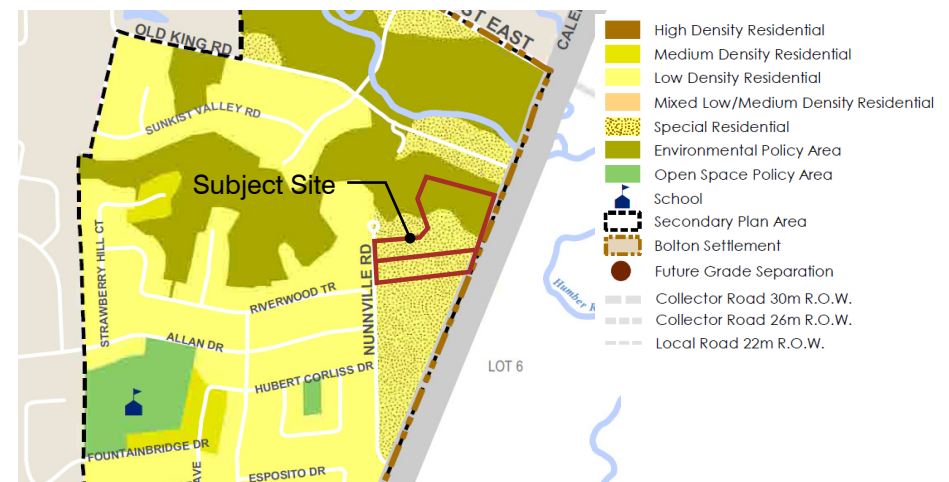 OLD KING RD
ST EAST
CALE
SUNKIST VALLEY RD
Subject Site
STRAWBERRY HILL CT
NUNNVILLE RD
RIVERWOOD TR
ALLAN DR
HUBERT CORLISS DR
FOUNTAINBRIDGE DR
AVE
ESPOSITO DR
LOT 6
Humber R
High Density Residential
Medium Density Residential
Low Density Residential
Mixed Low/Medium Density Residential
Special Residential
Environmental Policy Area
Open Space Policy Area
School
Secondary Plan Area
Bolton Settlement
Future Grade Separation
Collector Road 30m R.O.W.
Collector Road 26m R.O.W.
Local Road 22m R.O.W.